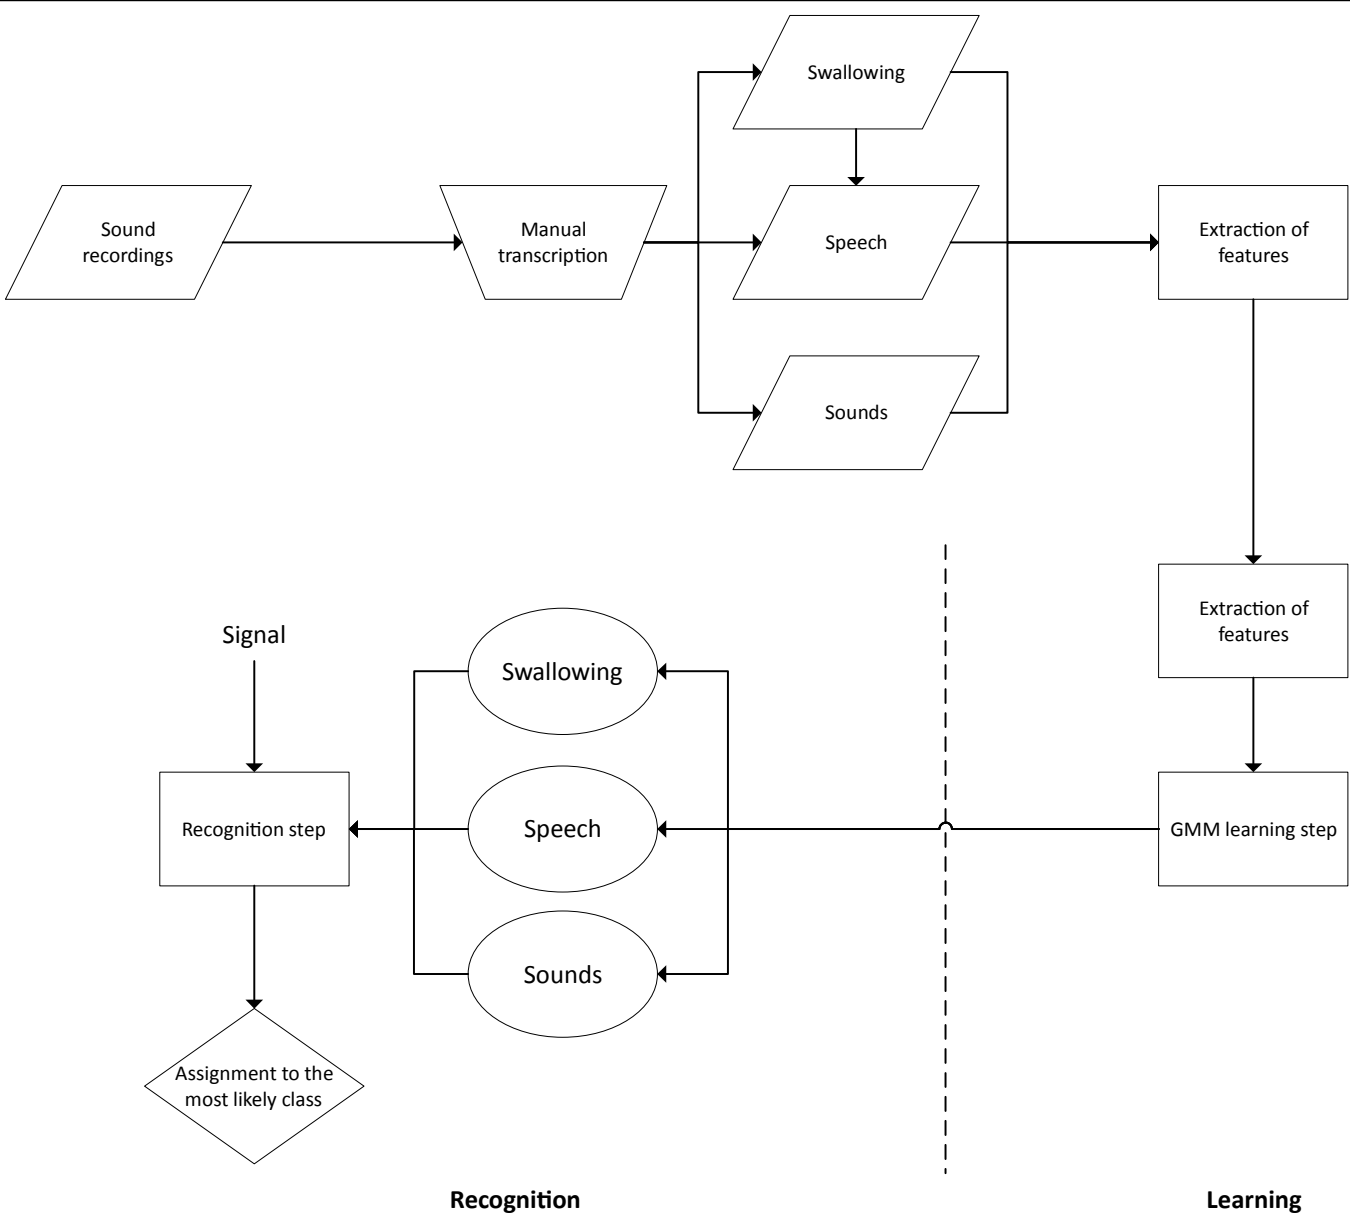 Swallowing
Sound
recordings
Manual
transcription
Speech
Extraction of
features
Sounds
Extraction of
features
Signal
Swallowing
Recognition step
Speech
GMM learning step
Sounds
Assignment to the
most likely class
Recognition
Learning